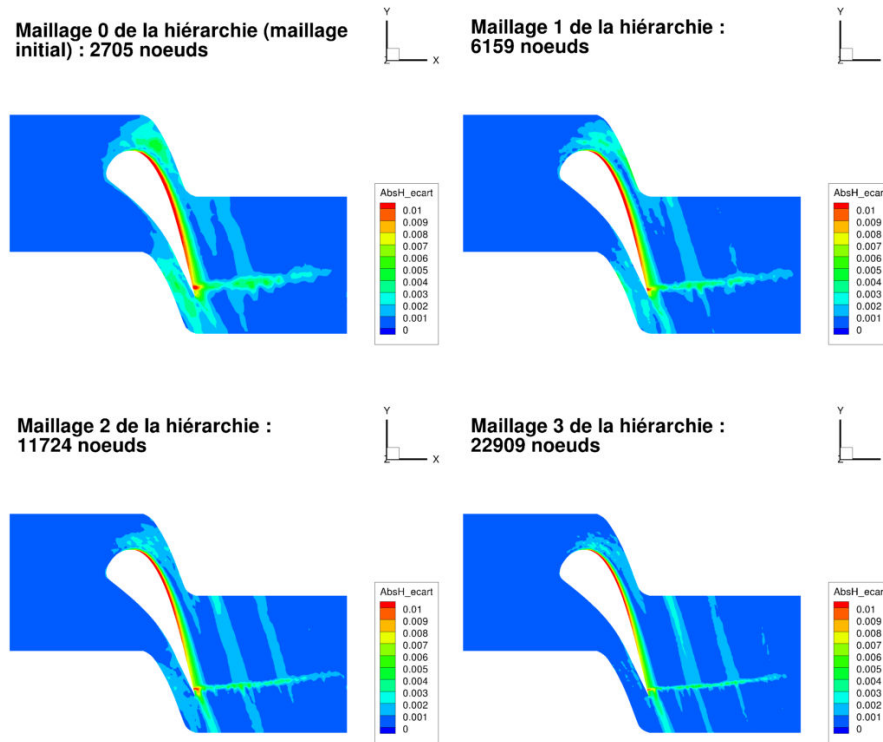 Maillage 0 de la hiérarchie (maillage
initial) : 2705 noeuds
Y
Z
X
AbsH_ecart
0.01
0.009
0.008
0.007
0.006
0.005
0.004
0.003
0.002
0.001
0
Maillage 1 de la hiérarchie :
6159 noeuds
Y
Z
AbsH_ecart
0.01
0.009
0.008
0.007
0.006
0.005
0.004
0.003
0.002
0.001
0
Maillage 2 de la hiérarchie :
11724 noeuds
Y
Z
X
AbsH_ecart
0.01
0.009
0.008
0.007
0.006
0.005
0.004
0.003
0.002
0.001
0
Maillage 3 de la hiérarchie :
22909 noeuds
Y
Z
AbsH_ecart
0.01
0.009
0.008
0.007
0.006
0.005
0.004
0.003
0.002
0.001
0